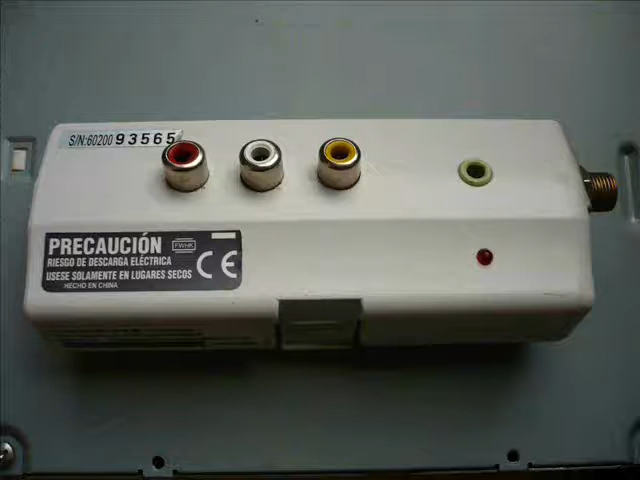 S/N:60200 93565
PRECAUCIÓN FWHK
RIESGO DE DESCARGA ELÉCTRICA
USESE SOLAMENTE EN LUGARES SECOS
HECHO EN CHINA
CE